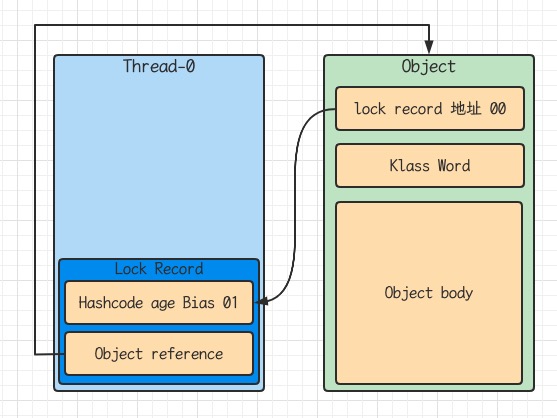 Thread-0
Lock Record
Hashcode age Bias 01
Object reference
Object
lock record 地址 00
Klass Word
Object body